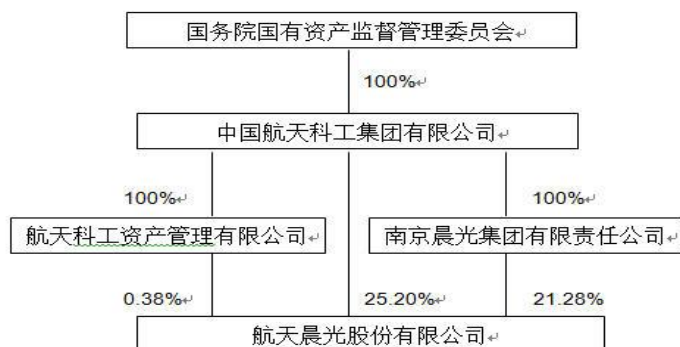 国务院国有资产监督管理委员会
100%
中国航天科工集团有限公司
100%
100%
航天科工资产管理有限公司
南京晨光集团有限责任公司
0.38%
25.20%
21.28%
航天晨光股份有限公司